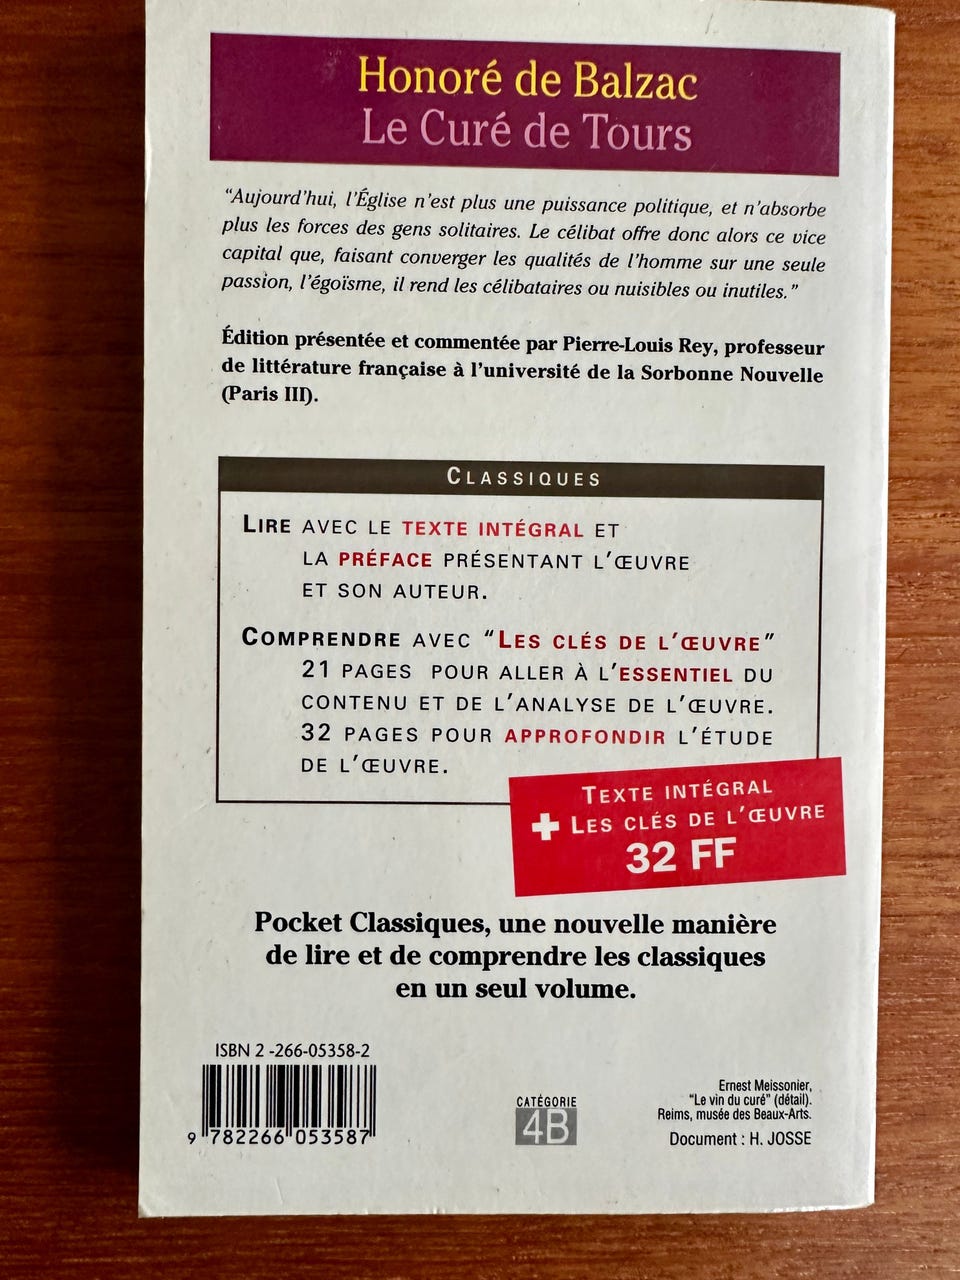 Honoré de Balzac
Le Curé de Tours
“Aujourd’hui, l’Église n’est plus une puissance politique, et n’absorbe
plus les forces des gens solitaires. Le célibat offre donc alors ce vice
capital que, faisant converger les qualités de l’homme sur une seule
passion, l’égoïsme, il rend les célibataires ou nuisibles ou inutiles.”
Édition présentée et commentée par Pierre-Louis Rey, professeur
de littérature française à l’université de la Sorbonne Nouvelle
(Paris III).
CLASSIQUES
LIRE AVEC LE TEXTE INTÉGRAL ET
LA PRÉFACE PRÉSENTANT L’ŒUVRE
ET SON AUTEUR.
COMPRENDRE AVEC “LES CLÉS DE L’ŒUVRE”
21 PAGES POUR ALLER À L’ESSENTIEL DU
CONTENU ET DE L’ANALYSE DE L’ŒUVRE.
32 PAGES POUR APPROFONDIR L’ÉTUDE
DE L’ŒUVRE.
TEXTE INTÉGRAL
+ LES CLÉS DE L’ŒUVRE
32 FF
Pocket Classiques, une nouvelle manière
de lire et de comprendre les classiques
en un seul volume.
ISBN 2 -266-05358-2
9 782266 053587
CATÉGORIE
4B
Ernest Meissonier,
“Le vin du curé” (détail).
Reims, musée des Beaux-Arts.
Document : H. JOSSE